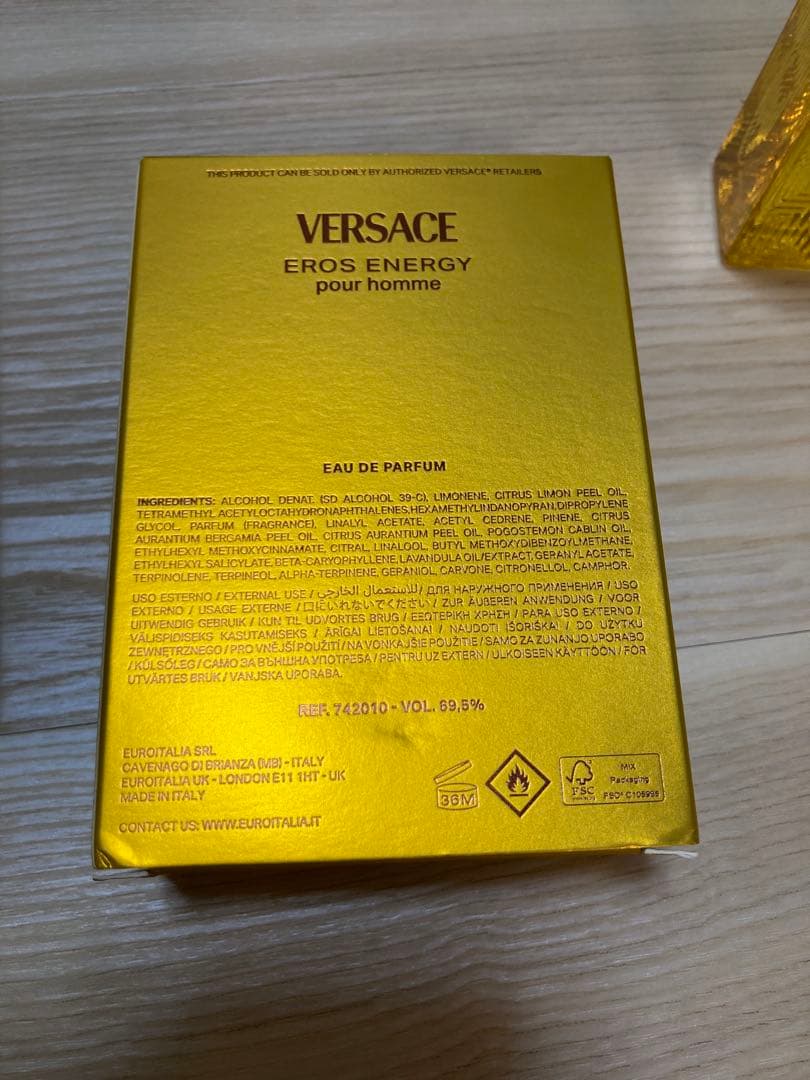 THIS PRODUCT CAN BE SOLD ONLY BY AUTHORIZED VERSACE® RETAILERS
VERSACE
EROS ENERGY
pour homme
EAU DE PARFUM
INGREDIENTS: ALCOHOL DENAT. (SD ALCOHOL 39-C), LIMONENE, CITRUS LIMON PEEL OIL,
TETRAMETHYL ACETYLOCTAHYDRONAPHTHALENES, HEXAMETHYLINDANOPYRAN, DIPROPYLENE
GLYCOL, PARFUM (FRAGRANCE), LINALYL ACETATE, ACETYL CEDRENE, PINENE, CITRUS
AURANTIUM BERGAMIA PEEL OIL, CITRUS AURANTIUM PEEL OIL, POGOSTEMON CABLIN OIL,
ETHYLHEXYL METHOXYCINNAMATE, CITRAL, LINALOOL, BUTYL METHOXYDIBENZOYLMETHANE,
ETHYLHEXYL SALICYLATE, BETA-CARYOPHYLLENE, LAVANDULA OIL/EXTRACT, GERANYL ACETATE,
TERPINOLENE, TERPINEOL, ALPHA-TERPINENE, GERANIOL, CARVONE, CITRONELLOL, CAMPHOR.
USO ESTERNO / EXTERNAL USE / للاستعمال الخارجي / ДЛЯ НАРУЖНОГО ПРИМЕНЕНИЯ / USO
EXTERNO / USAGE EXTERNE / 口にいれないでください / ZUR ÄUßEREN ANWENDUNG / VOOR
UITWENDIG GEBRUIK / KUN TIL UDVORTES BRUG / ΕΞΩΤΕΡΙΚΗ ΧΡΗΣΗ / PARA USO EXTERNO /
VÄLISPIDISEKS KASUTAMISEKS / ĀRĪGAI LIETOŠANAI / NAUDOTI IŠORIŠKAI / DO UŻYTKU
ZEWNĘTRZNEGO / PRO VNĚJŠÍ POUŽITÍ / NA VONKAJŠIE POUŽITIE / SAMO ZA ZUNANJO UPORABO
/ KÜLSŐLEG / САМО ЗА ВЪНШНА УПОТРЕБА / PENTRU UZ EXTERN / ULKOISEEN KÄYTTÖÖN / FÖR
UTVÄRTES BRUK / VANJSKA UPORABA.
REF. 742010 - VOL. 69,5%
EUROITALIA SRL
CAVENAGO DI BRIANZA (MB) - ITALY
EUROITALIA UK - LONDON E11 1HT - UK
MADE IN ITALY
CONTACT US: WWW.EUROITALIA.IT
36M
FSC
MIX
Packaging